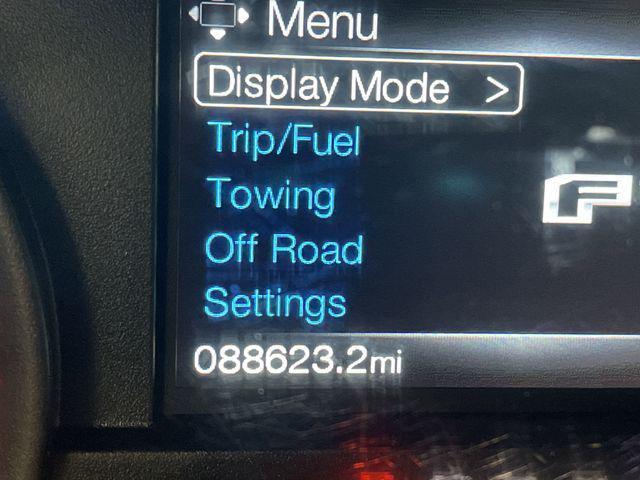 Menu
Display Mode >
Trip/Fuel
Towing
F
Off Road
Settings
088623.2mi